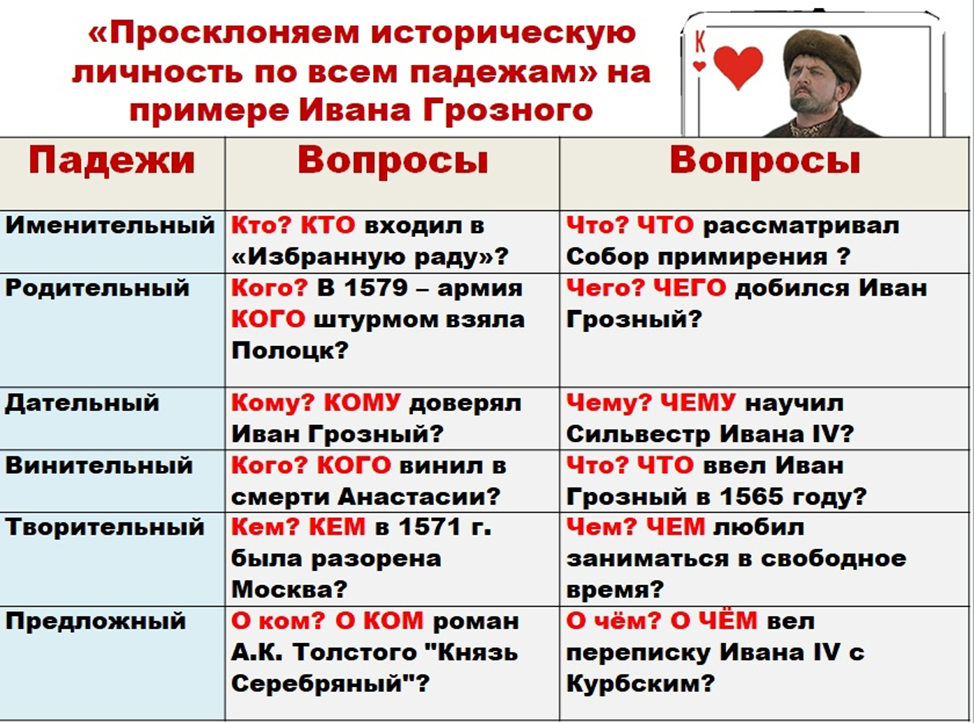 «Просклоняем историческую
личность по всем падежам» на
примере Ивана Грозного
К
Падежи
Вопросы
Вопросы
Именительный
Кто? КТО входил в
«Избранную раду»?
Что? ЧТО рассматривал
Собор примирения ?
Родительный
Кого? В 1579 – армия
КОГО штурмом взяла
Полоцк?
Чего? ЧЕГО добился Иван
Грозный?
Дательный
Кому? КОМУ доверял
Иван Грозный?
Чему? ЧЕМУ научил
Сильвестр Ивана IV?
Винительный
Кого? КОГО винил в
смерти Анастасии?
Что? ЧТО ввел Иван
Грозный в 1565 году?
Творительный
Кем? КЕМ в 1571 г.
была разорена
Москва?
Чем? ЧЕМ любил
заниматься в свободное
время?
Предложный
О ком? О КОМ роман
А.К. Толстого "Князь
Серебряный"?
О чём? О ЧЁМ вел
переписку Ивана IV с
Курбским?